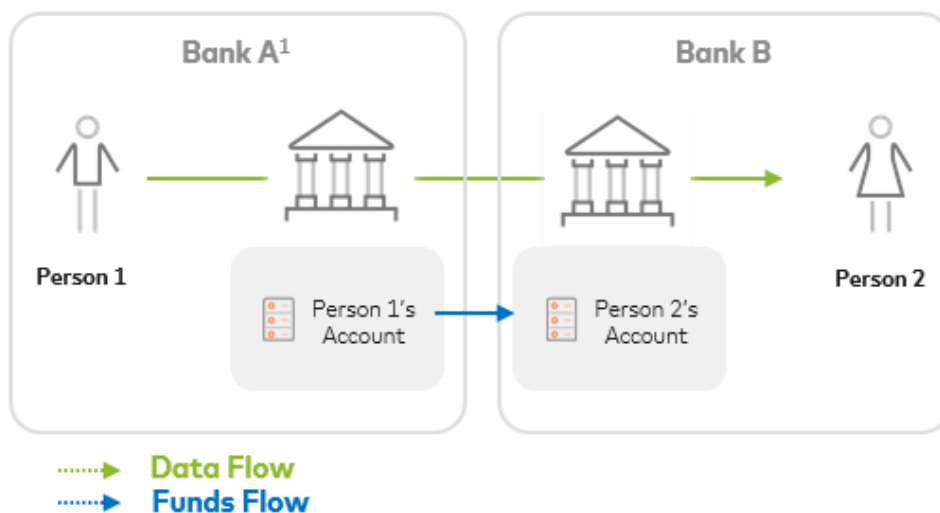 Bank A¹
Bank B
Person 1
Person 2
Person 1's
Account
Person 2's
Account
Data Flow
Funds Flow